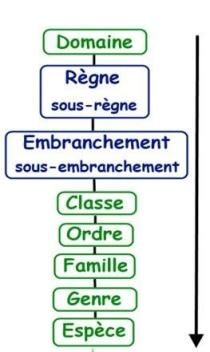 Domaine
Règne
sous-règne
Embranchement
sous-embranchement
Classe
Ordre
Famille
Genre
Espèce